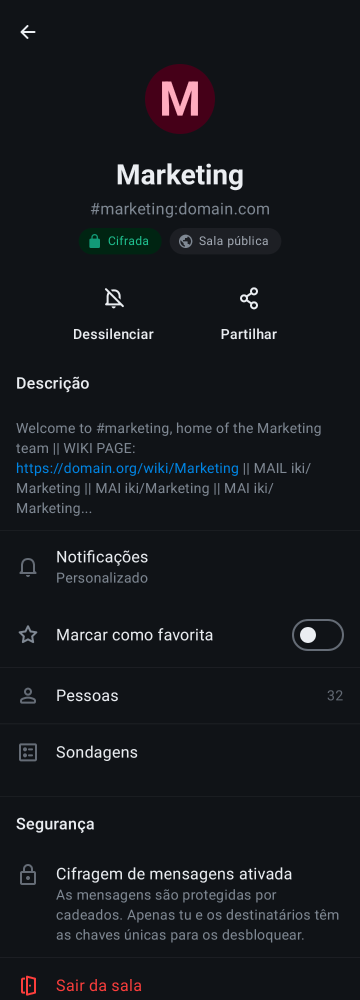 M
Marketing
#marketing:domain.com
Cifrada
Sala pública
Dessilenciar
Partilhar
Descrição
Welcome to #marketing, home of the Marketing
team || WIKI PAGE:
https://domain.org/wiki/Marketing || MAIL iki/
Marketing || MAI iki/Marketing || MAI iki/
Marketing...
Notificações
Personalizado
Marcar como favorita
Pessoas 32
Sondagens
Segurança
Cifragem de mensagens ativada
As mensagens são protegidas por
cadeados. Apenas tu e os destinatários têm
as chaves únicas para os desbloquear.
Sair da sala